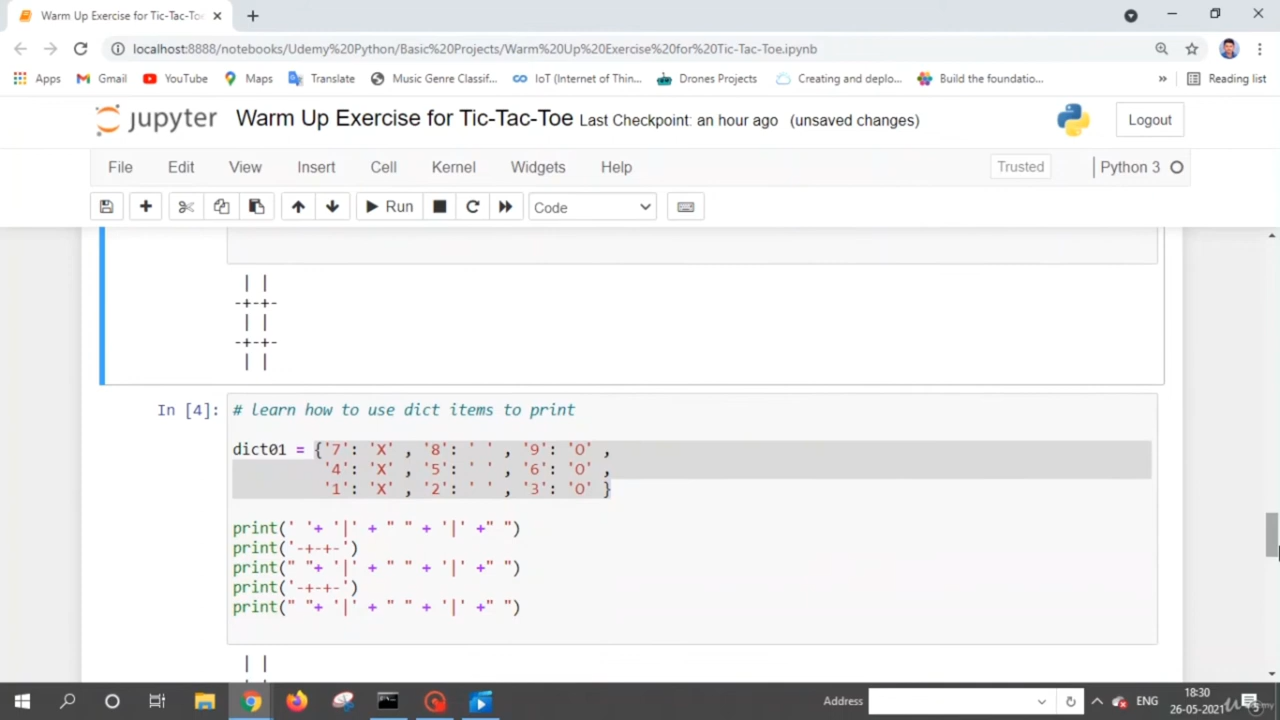 Warm Up Exercise for Tic-Tac-Toe
localhost:8888/notebooks/Udemy%20Python/Basic%20Projects/Warm%20Up%20Exercise%20for%20Tic-Tac-Toe.ipynb
Apps Gmail YouTube Maps Translate Music Genre Classif... IoT (Internet of Thin... Drones Projects Creating and deplo... Build the foundatio... » Reading list
jupyter Warm Up Exercise for Tic-Tac-Toe Last Checkpoint: an hour ago (unsaved changes) Logout
File Edit View Insert Cell Kernel Widgets Help Trusted Python 3
Run Code
| |
-+-+-
| |
-+-+-
| |
In [4]: # learn how to use dict items to print
dict01 = {'7': 'X' , '8': ' ' , '9': 'O' ,
'4': 'X' , '5': ' ' , '6': 'O' ,
'1': 'X' , '2': ' ' , '3': 'O' }
print(' '+ '|' + " " + '|' +" ")
print('-+-+-')
print(" "+ '|' + " " + '|' +" ")
print('-+-+-')
print(" "+ '|' + " " + '|' +" ")
| |
Address ENG 18:30
26-05-2021